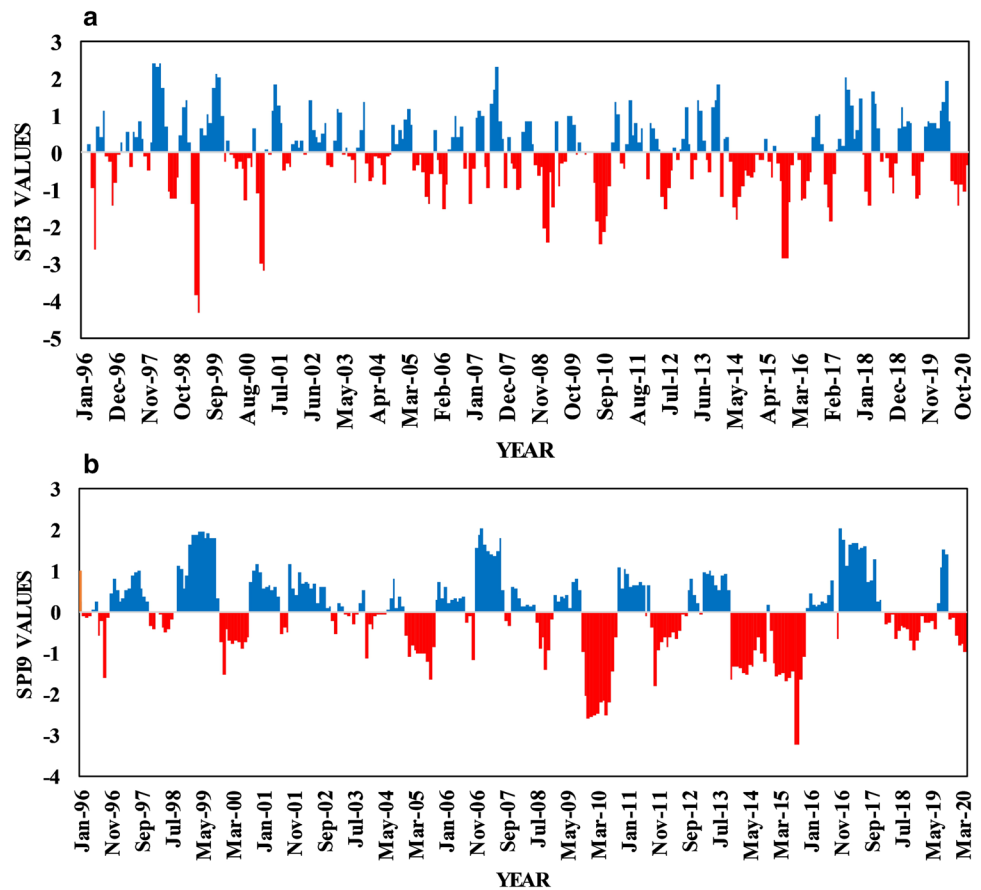 a
3
2
1
0
-1
-2
-3
-4
-5
SPI3 VALUES
Jan-96
Dec-96
Nov-97
Oct-98
Sep-99
Aug-00
Jul-01
Jun-02
May-03
Apr-04
Mar-05
Feb-06
Jan-07
Dec-07
Nov-08
Oct-09
Sep-10
Aug-11
Jul-12
Jun-13
May-14
Apr-15
Mar-16
Feb-17
Jan-18
Dec-18
Nov-19
Oct-20
YEAR
b
3
2
1
0
-1
-2
-3
-4
SPI9 VALUES
Jan-96
Nov-96
Sep-97
Jul-98
May-99
Mar-00
Jan-01
Nov-01
Sep-02
Jul-03
May-04
Mar-05
Jan-06
Nov-06
Sep-07
Jul-08
May-09
Mar-10
Jan-11
Nov-11
Sep-12
Jul-13
May-14
Mar-15
Jan-16
Nov-16
Sep-17
Jul-18
May-19
Mar-20
YEAR